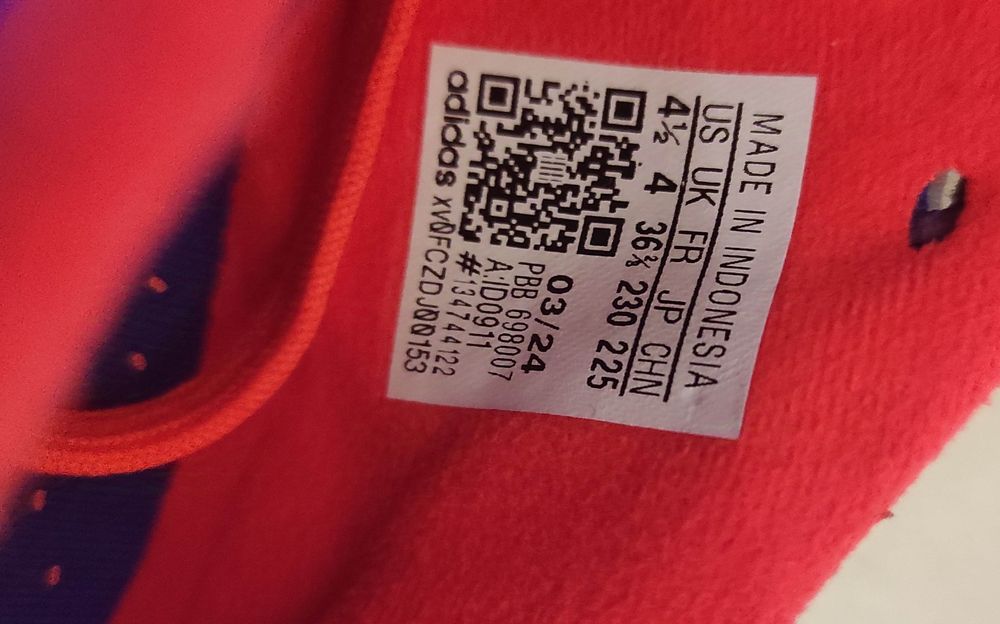 MADE IN INDONESIA
US UK FR JP CHN
4½ 4 36⅔ 230 225
03/24
PBB 698007
A:ID0911
#134744122
adidas XVQFCZDJQQ153